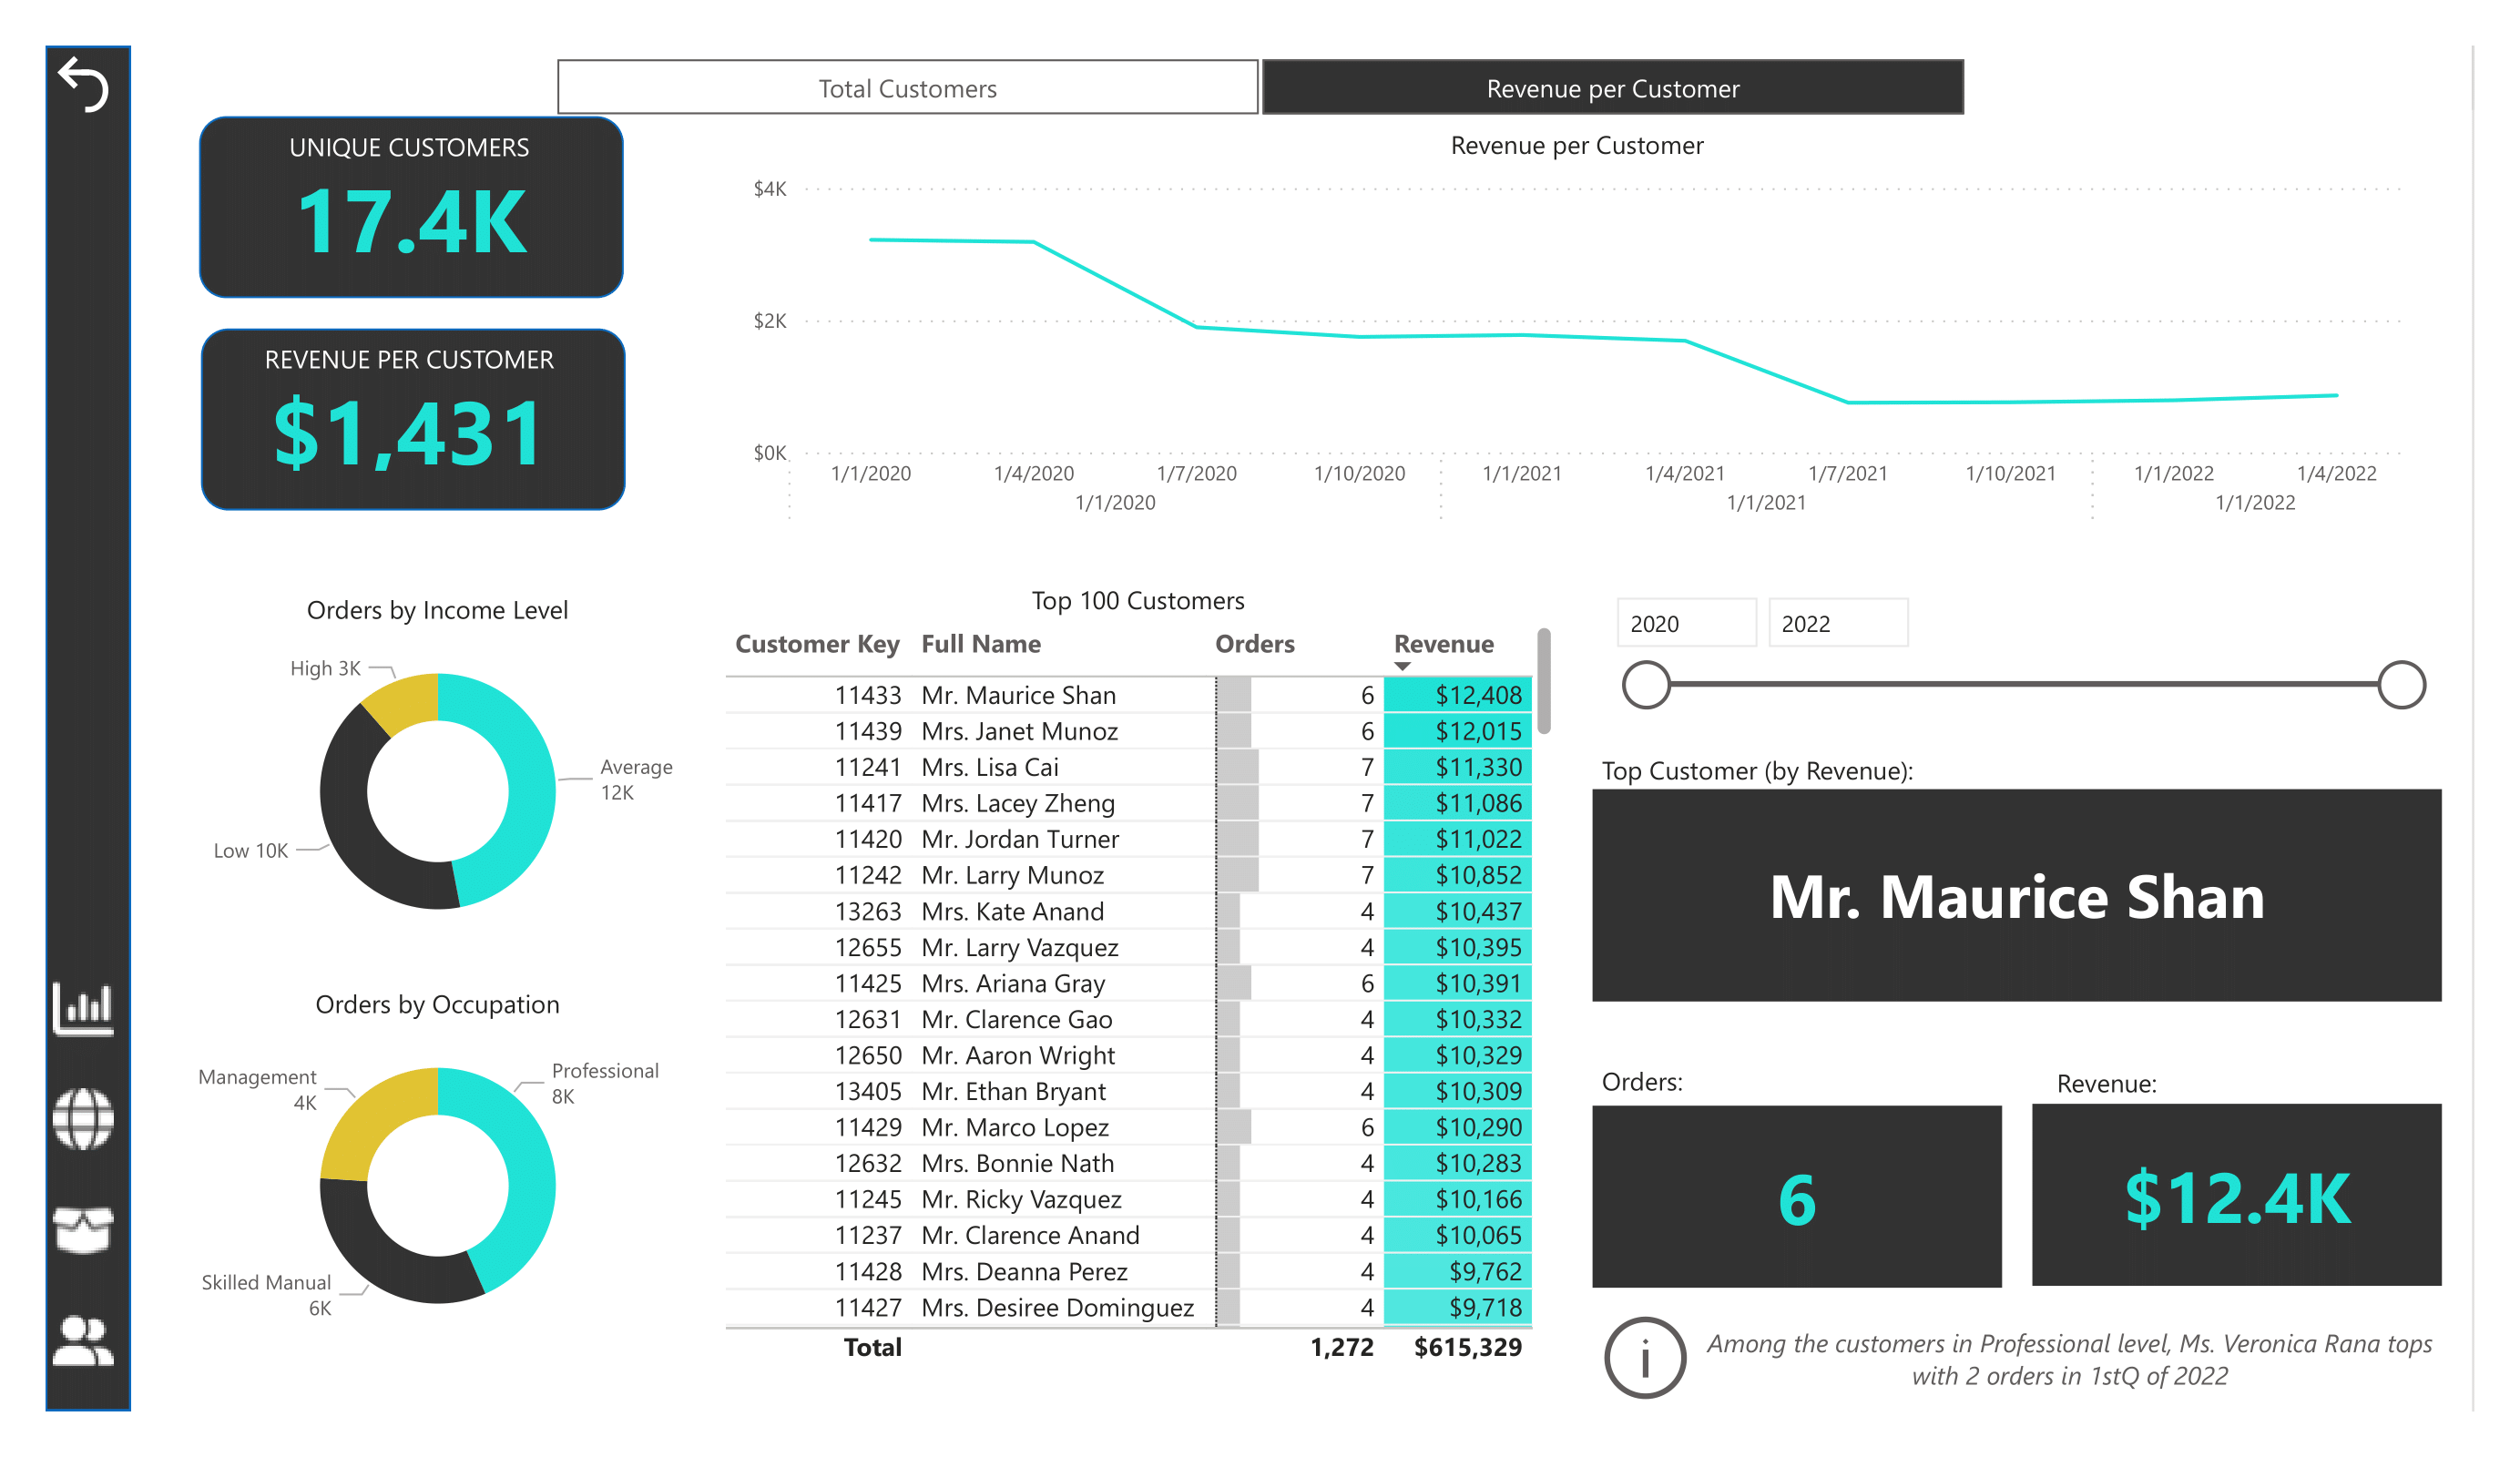 Total Customers
Revenue per Customer
UNIQUE CUSTOMERS
17.4K
REVENUE PER CUSTOMER
$1,431
Revenue per Customer
$4K
$2K
$0K
1/1/2020 1/4/2020 1/7/2020 1/10/2020 1/1/2021 1/4/2021 1/7/2021 1/10/2021 1/1/2022 1/4/2022
1/1/2020 1/1/2021 1/1/2022
Orders by Income Level
High 3K
Average
12K
Low 10K
Orders by Occupation
Management
4K
Professional
8K
Skilled Manual
6K
Top 100 Customers
Customer Key Full Name Orders Revenue
11433 Mr. Maurice Shan 6 $12,408
11439 Mrs. Janet Munoz 6 $12,015
11241 Mrs. Lisa Cai 7 $11,330
11417 Mrs. Lacey Zheng 7 $11,086
11420 Mr. Jordan Turner 7 $11,022
11242 Mr. Larry Munoz 7 $10,852
13263 Mrs. Kate Anand 4 $10,437
12655 Mr. Larry Vazquez 4 $10,395
11425 Mrs. Ariana Gray 6 $10,391
12631 Mr. Clarence Gao 4 $10,332
12650 Mr. Aaron Wright 4 $10,329
13405 Mr. Ethan Bryant 4 $10,309
11429 Mr. Marco Lopez 6 $10,290
12632 Mrs. Bonnie Nath 4 $10,283
11245 Mr. Ricky Vazquez 4 $10,166
11237 Mr. Clarence Anand 4 $10,065
11428 Mrs. Deanna Perez 4 $9,762
11427 Mrs. Desiree Dominguez 4 $9,718
Total 1,272 $615,329
2020 2022
Top Customer (by Revenue):
Mr. Maurice Shan
Orders:
6
Revenue:
$12.4K
Among the customers in Professional level, Ms. Veronica Rana tops
with 2 orders in 1stQ of 2022